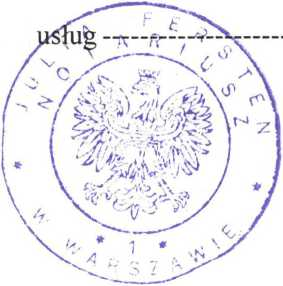 usług ------------------
JULIA FERSTEN
NOTARIUSZ
* W WARSZAWIE *
* 1 *